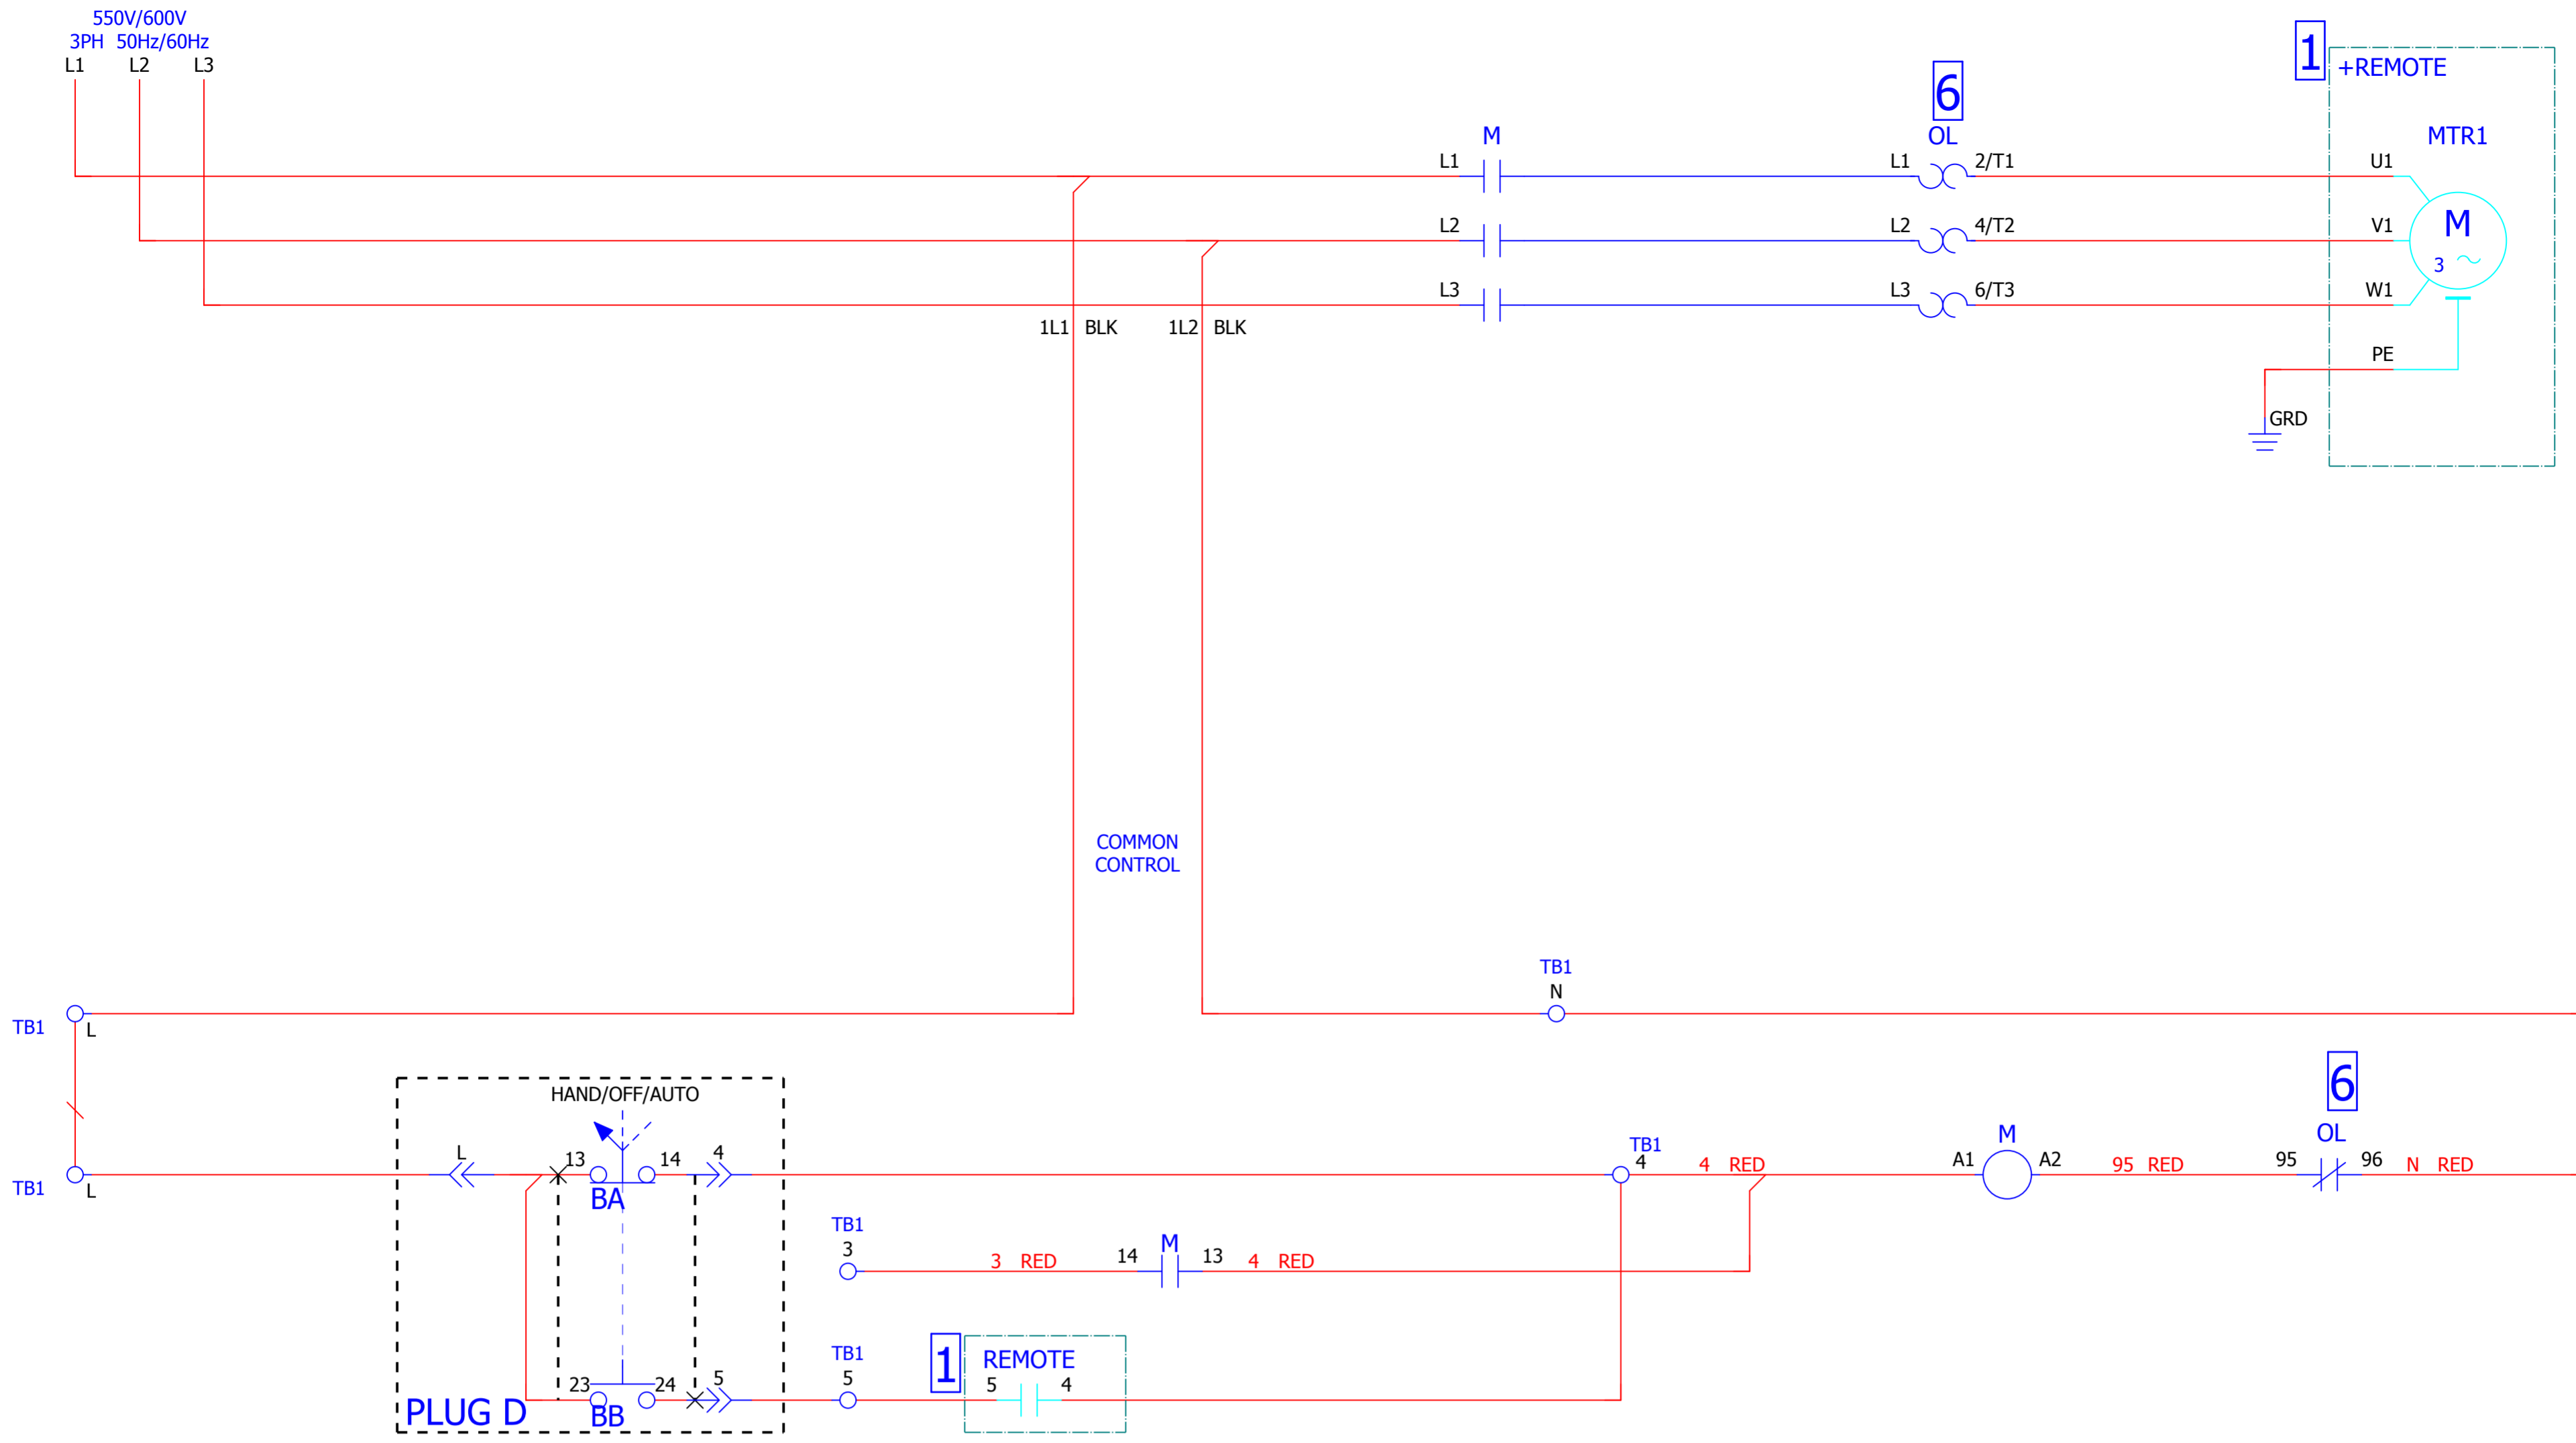 550V/600V
3PH 50Hz/60Hz
L1 L2 L3
1
+REMOTE
6
OL
M
MTR1
L1 L1 2/T1 U1
M
3
L2 L2 4/T2 V1
L3 L3 6/T3 W1
1L1 BLK 1L2 BLK
PE
GRD
COMMON
CONTROL
TB1
N
TB1 L
6
HAND/OFF/AUTO
OL
M
TB1
L 13 14 4 4 4 RED A1 A2 95 RED 95 96 N RED
TB1 L
BA
TB1
3
M
3 RED 14 13 4 RED
TB1
5
1
REMOTE
23 24 5 5 4
PLUG D
BB